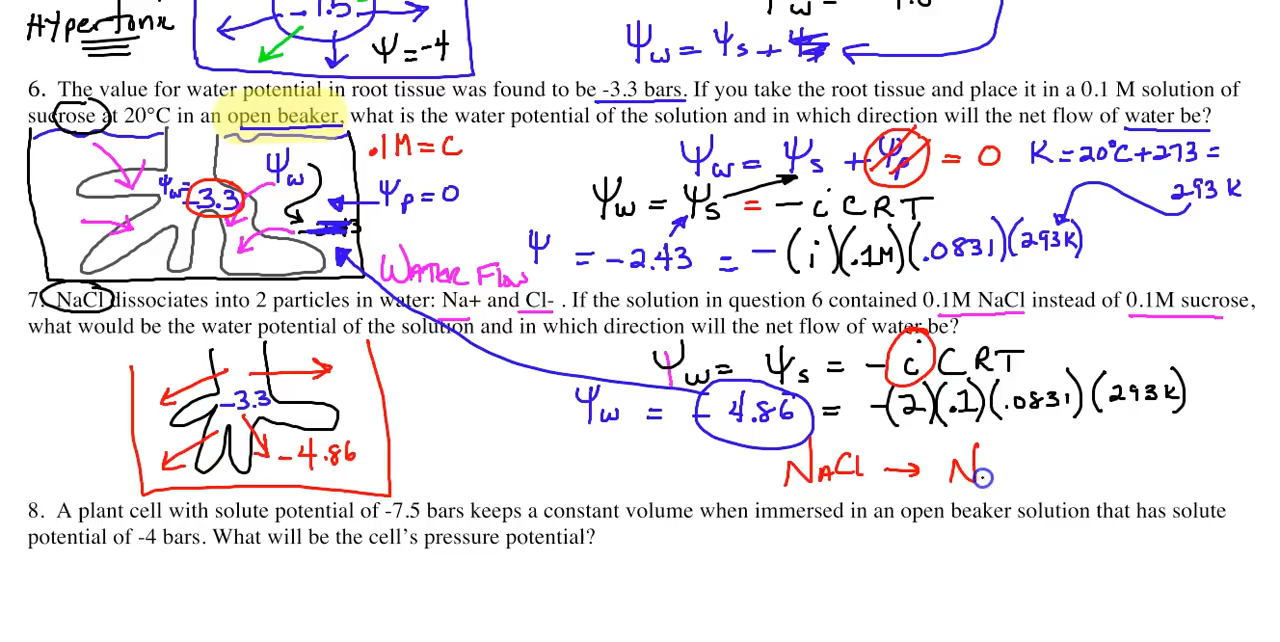 Hypertonic
-1.5
Ψ = -4
Ψw = Ψs +
6. The value for water potential in root tissue was found to be -3.3 bars. If you take the root tissue and place it in a 0.1 M solution of
sucrose at 20°C in an open beaker, what is the water potential of the solution and in which direction will the net flow of water be?
.1M = C
Ψw = Ψs + Ψp = 0
K = 20°C + 273 =
293 K
Ψw
Ψw = -3.3
Ψp = 0
Ψw = Ψs = - i C R T
Ψ = -2.43 = -(i)(.1M)(.0831)(293K)
WATER FLOW
7. NaCl dissociates into 2 particles in water: Na+ and Cl- . If the solution in question 6 contained 0.1M NaCl instead of 0.1M sucrose,
what would be the water potential of the solution and in which direction will the net flow of water be?
Ψw = Ψs = - i C R T
-3.3
Ψw = -4.86 = -(2)(.1)(.0831)(293K)
-4.86
NACl → N
8. A plant cell with solute potential of -7.5 bars keeps a constant volume when immersed in an open beaker solution that has solute
potential of -4 bars. What will be the cell's pressure potential?